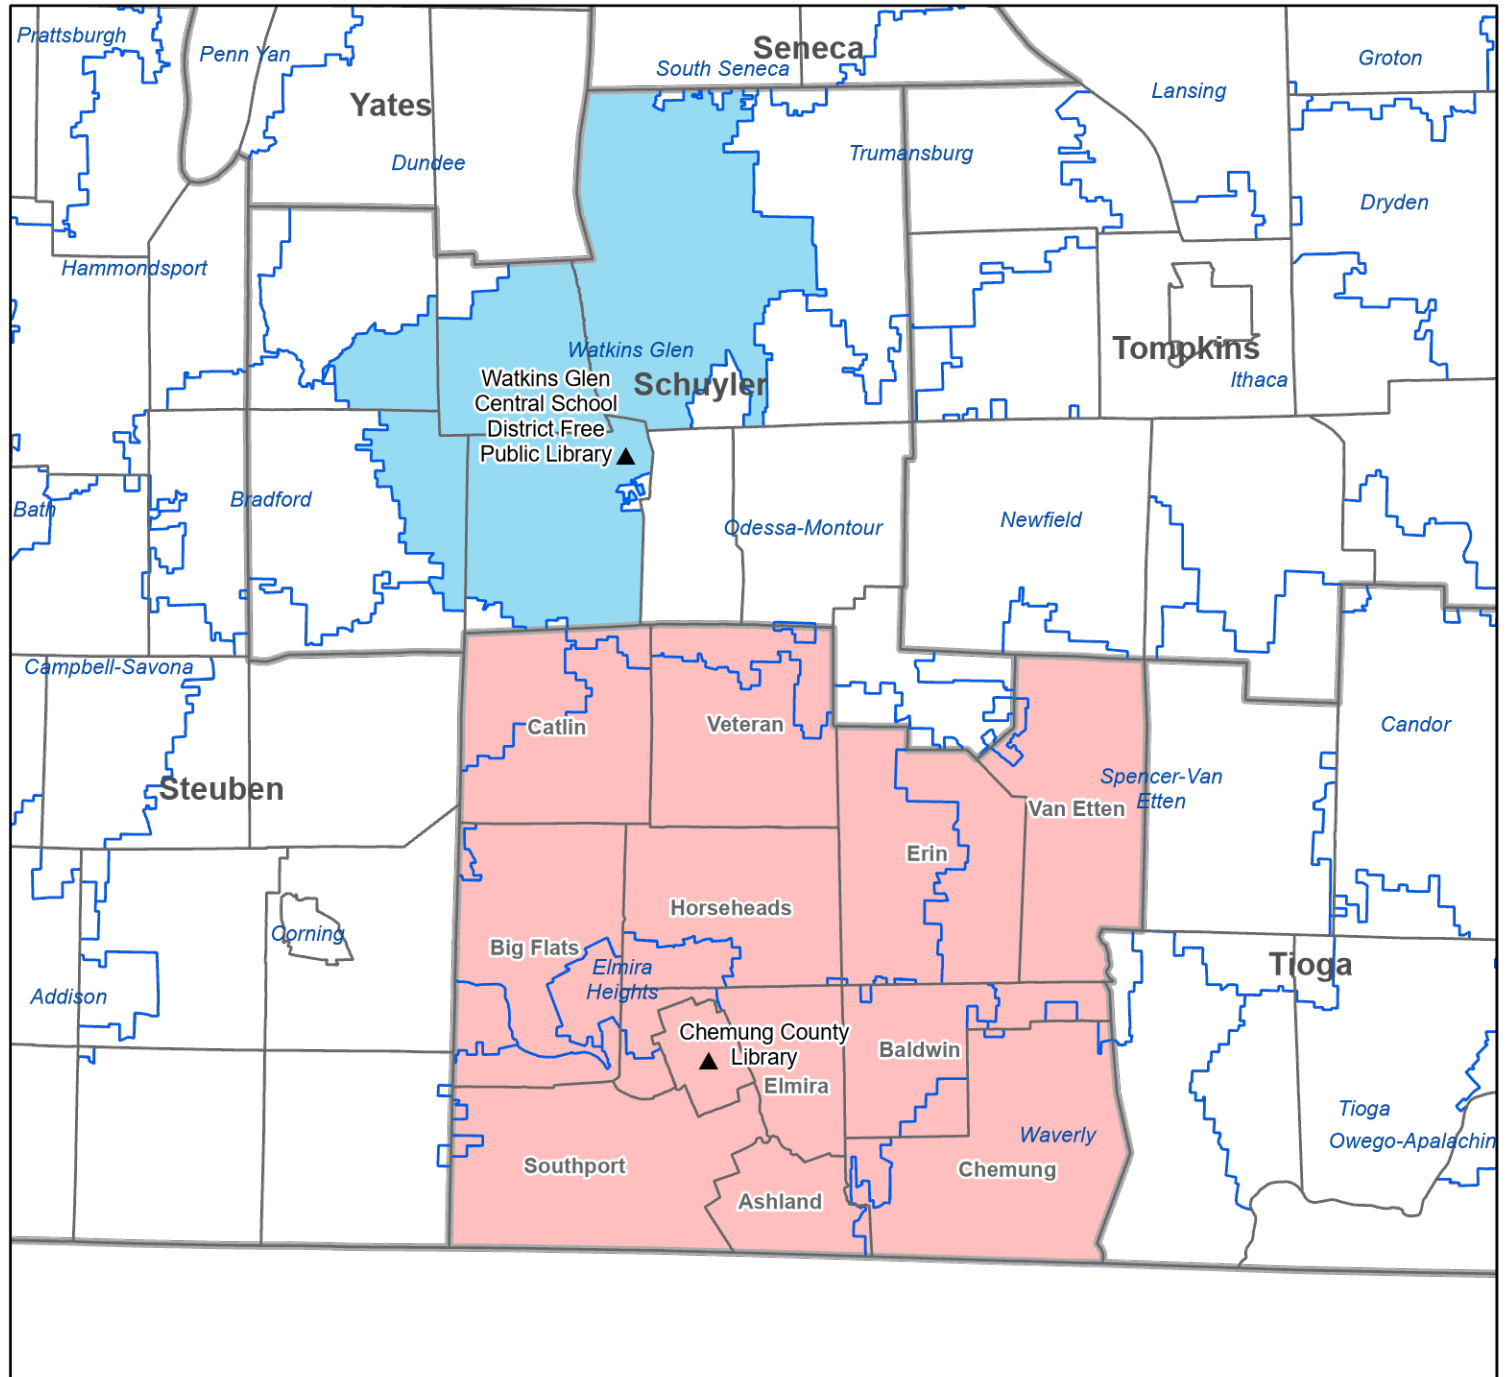 Prattsburgh
Penn Yan
Seneca
South Seneca
Groton
Yates
Lansing
Dundee
Trumansburg
Dryden
Hammondsport
Watkins Glen
Tompkins
Ithaca
Watkins Glen
Central School
District Free
Public Library
Schuyler
Bath
Bradford
Odessa-Montour
Newfield
Campbell-Savona
Catlin
Veteran
Candor
Steuben
Spencer-Van
Etten
Van Etten
Erin
Horseheads
Corning
Big Flats
Elmira
Heights
Tioga
Addison
Chemung County
Library
Baldwin
Elmira
Tioga
Waverly
Owego-Apalachin
Southport
Chemung
Ashland